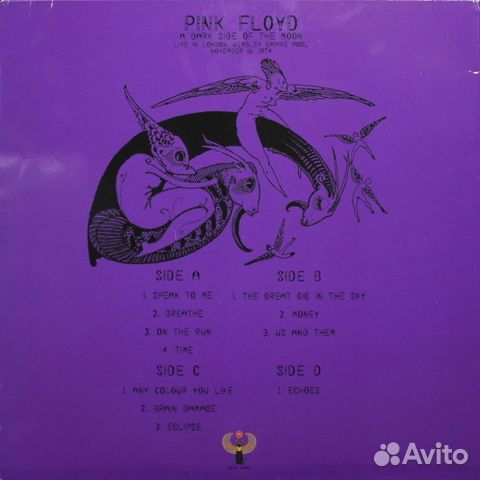 PINK FLOYD
A DARK SIDE OF THE MOON
LIVE IN LONDON, WEMBLEY EMPIRE POOL,
NOVEMBER 16, 1974
SIDE A
1. SPEAK TO ME
2. BREATHE
3. ON THE RUN
4. TIME
SIDE B
1. THE GREAT GIG IN THE SKY
2. MONEY
3. US AND THEM
SIDE C
1. ANY COLOUR YOU LIKE
2. BRAIN DAMAGE
3. ECLIPSE
SIDE D
1. ECHOES
Avito